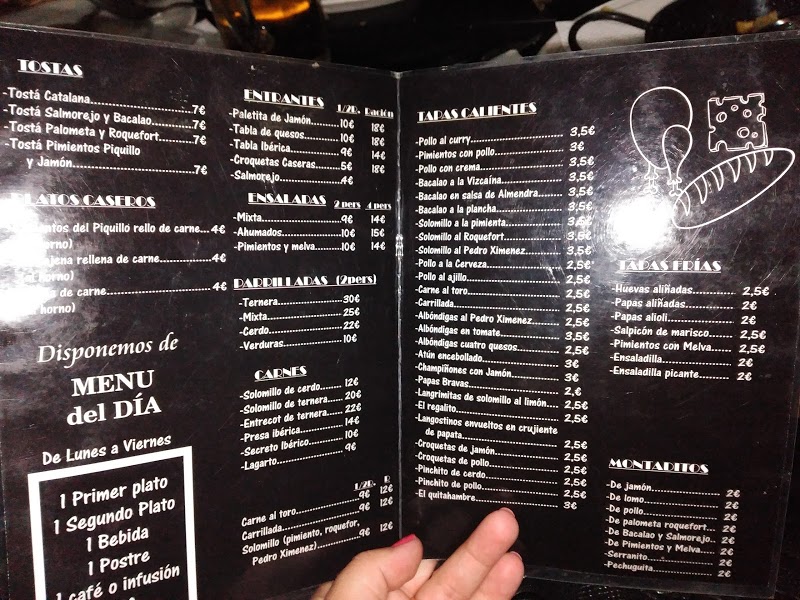 TOSTAS
-Tostá Catalana..........7€
-Tostá Salmorejo y Bacalao..........7€
-Tostá Palometa y Roquefort..........7€
-Tostá Pimientos Piquillo
y Jamón..........7€
PLATOS CASEROS
del Piquillo rello de carne...4€
horno)
rellena de carne..........4€
horno)
de carne..........4€
horno)
Disponemos de
MENU
del DÍA
De Lunes a Viernes
1 Primer plato
1 Segundo Plato
1 Bebida
1 Postre
1 café o infusión
ENTRANTES 1/2R. Ración
-Paletita de Jamón..........10€ 18€
-Tabla de quesos..........10€ 18€
-Tabla Ibérica..........9€ 14€
-Croquetas Caseras..........5€ 18€
-Salmorejo..........4€
ENSALADAS 2 pers 4 pers
-Mixta..........9€ 14€
-Ahumados..........10€ 15€
-Pimientos y melva..........10€ 14€
PARRILLADAS (2pers)
-Ternera..........30€
-Mixta..........25€
-Cerdo..........22€
-Verduras..........10€
CARNES
-Solomillo de cerdo..........12€
-Solomillo de ternera..........20€
-Entrecot de ternera..........22€
-Presa ibérica..........14€
-Secreto Ibérico..........10€
-Lagarto..........9€
1/2R. R
Carne al toro..........9€ 12€
Carrillada..........9€ 12€
Solomillo (pimiento, roquefor,
Pedro Ximenez)..........9€ 12€
TAPAS CALIENTES
-Pollo al curry..........3,5€
-Pimientos con pollo..........3€
-Pollo con crema..........3,5€
-Bacalao a la Vizcaína..........3,5€
-Bacalao en salsa de Almendra..........3,5€
-Bacalao a la plancha..........3,5€
-Solomillo a la pimienta..........3,5€
-Solomillo al Roquefort..........3,5€
-Solomillo al Pedro Ximenez..........3,5€
-Pollo a la Cerveza..........2,5€
-Pollo al ajillo..........2,5€
-Carne al toro..........2,5€
-Carrillada..........2,5€
-Albóndigas al Pedro Ximenez..........2,5€
-Albóndigas en tomate..........3,5€
-Albóndigas cuatro quesos..........2,5€
-Atún encebollado..........3€
-Champiñones con Jamón..........3€
-Papas Bravas..........2,€
-Langrimitas de solomillo al limón....2,5€
-El regalito..........2,5€
-Langostinos envueltos en crujiente
de papata..........2,5€
-Croquetas de jamón..........2,5€
-Croquetas de pollo..........2,5€
-Pinchito de cerdo..........2,5€
-Pinchito de pollo..........2,5€
-El quitahambre..........3€
TAPAS FRÍAS
-Huevas aliñadas..........2,5€
-Papas aliñadas..........2€
-Papas alioli..........2€
-Salpicón de marisco..........2,5€
-Pimientos con Melva..........2,5€
-Ensaladilla..........2€
-Ensaladilla picante..........2€
MONTADITOS
-De jamón..........2€
-De lomo..........2€
-De pollo..........2€
-De palometa roquefort...2€
-De Bacalao y Salmorejo..2€
-De Pimientos y Melva.....2€
-Serranito..........2€
-Pechuguita..........2€